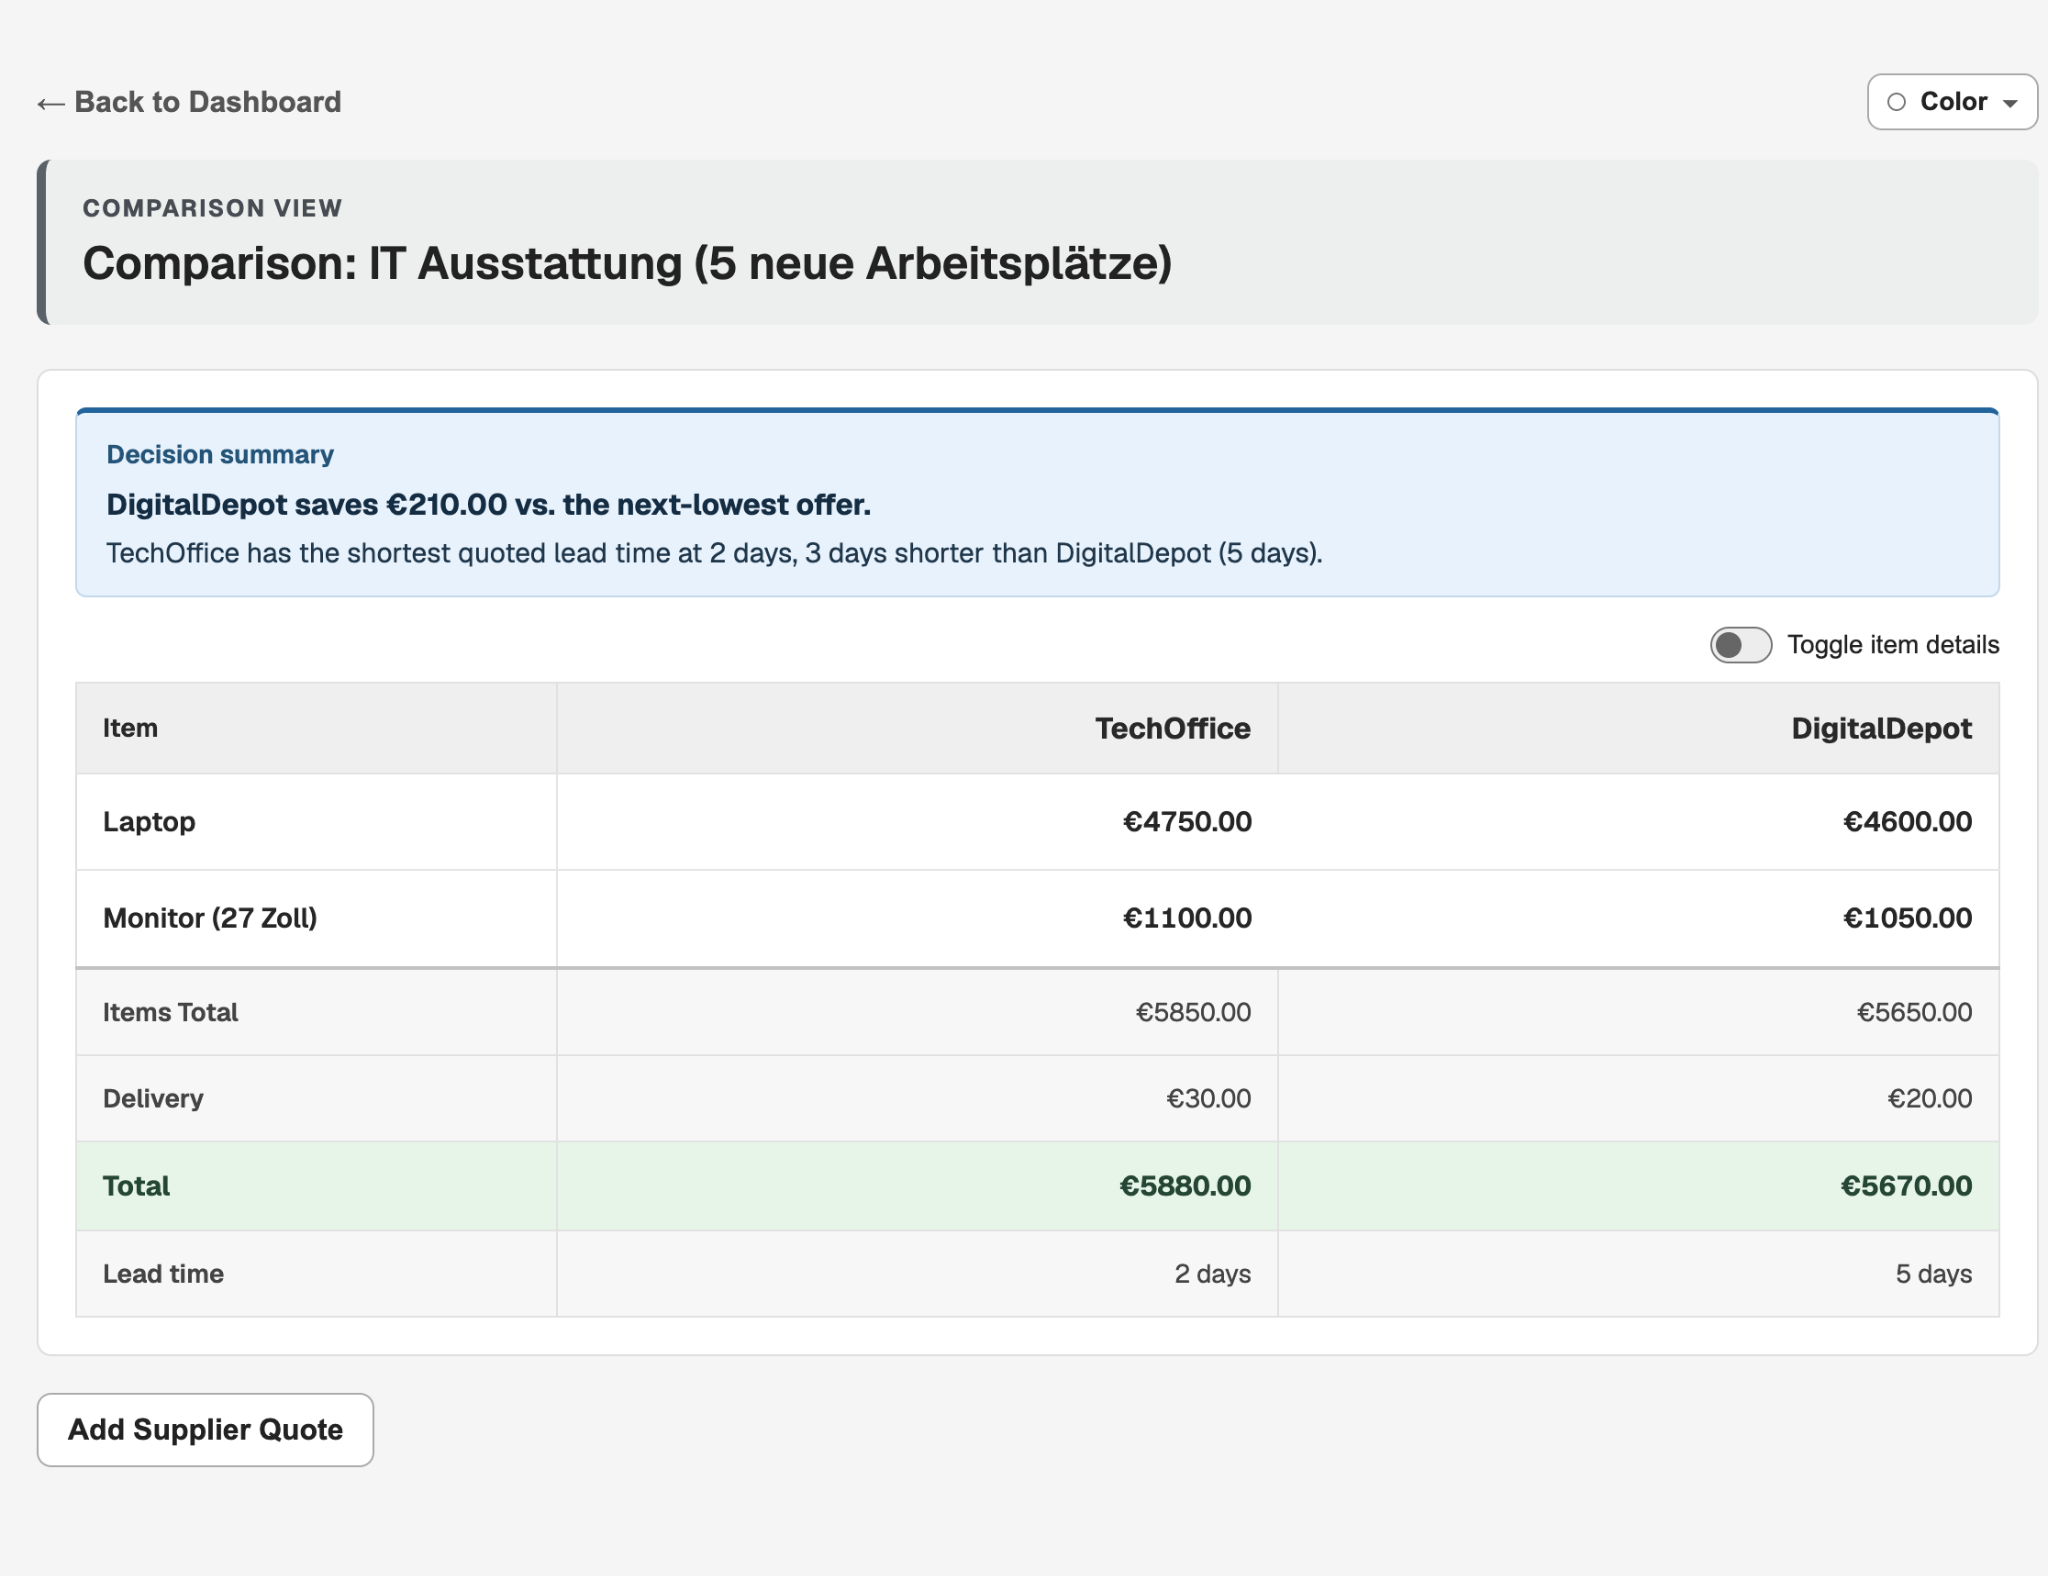 ← Back to Dashboard
Color
COMPARISON VIEW
Comparison: IT Ausstattung (5 neue Arbeitsplätze)
Decision summary
DigitalDepot saves €210.00 vs. the next-lowest offer.
TechOffice has the shortest quoted lead time at 2 days, 3 days shorter than DigitalDepot (5 days).
Toggle item details
Item TechOffice DigitalDepot
Laptop €4750.00 €4600.00
Monitor (27 Zoll) €1100.00 €1050.00
Items Total €5850.00 €5650.00
Delivery €30.00 €20.00
Total €5880.00 €5670.00
Lead time 2 days 5 days
Add Supplier Quote